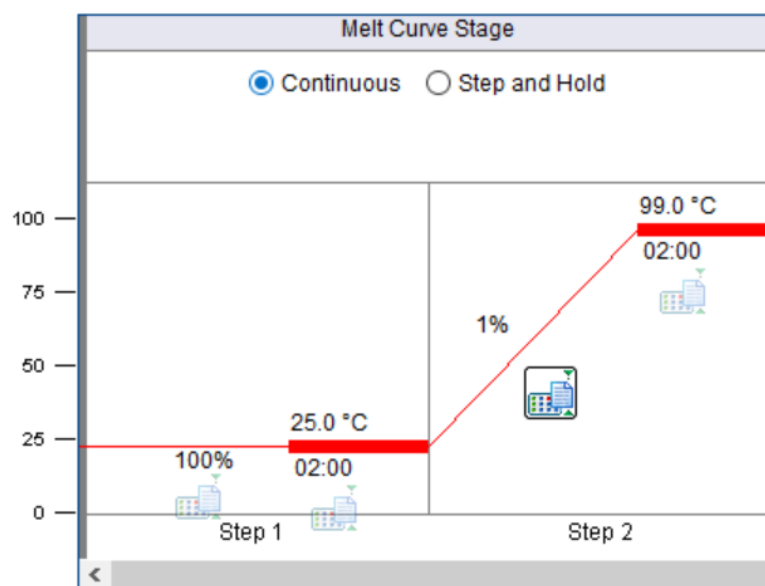 Melt Curve Stage
Continuous Step and Hold
100
75
50
25
0
100%
25.0 °C
02:00
1%
99.0 °C
02:00
Step 1
Step 2